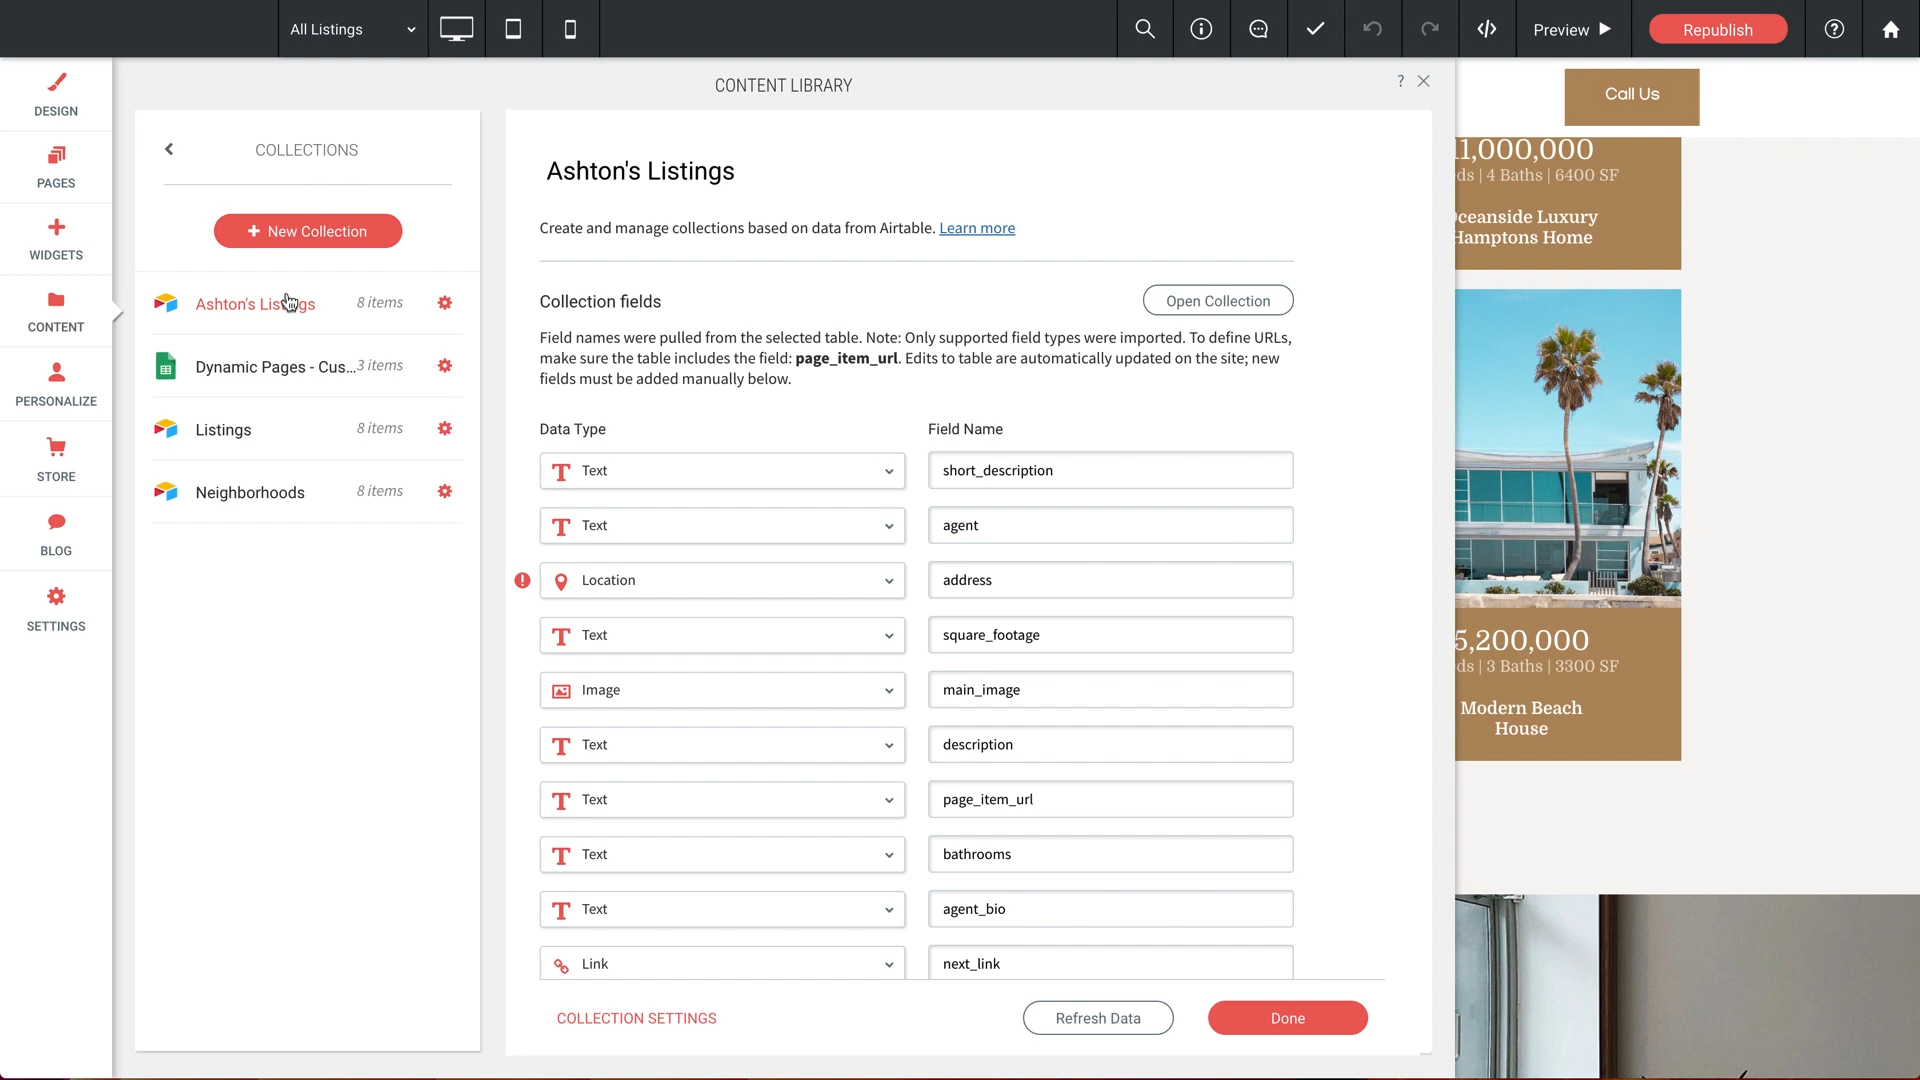 All Listings
Preview
Republish
DESIGN
PAGES
WIDGETS
CONTENT
PERSONALIZE
STORE
BLOG
SETTINGS
CONTENT LIBRARY
?
COLLECTIONS
+ New Collection
Ashton's Listings 8 items
Dynamic Pages - Cus... 3 items
Listings 8 items
Neighborhoods 8 items
Ashton's Listings
Create and manage collections based on data from Airtable. Learn more
Collection fields
Open Collection
Field names were pulled from the selected table. Note: Only supported field types were imported. To define URLs,
make sure the table includes the field: page_item_url. Edits to table are automatically updated on the site; new
fields must be added manually below.
Data Type Field Name
Text short_description
Text agent
Location address
Text square_footage
Image main_image
Text description
Text page_item_url
Text bathrooms
Text agent_bio
Link next_link
COLLECTION SETTINGS
Refresh Data
Done
Call Us
11,000,000
ds | 4 Baths | 6400 SF
ceanside Luxury
Hamptons Home
5,200,000
ds | 3 Baths | 3300 SF
Modern Beach
House